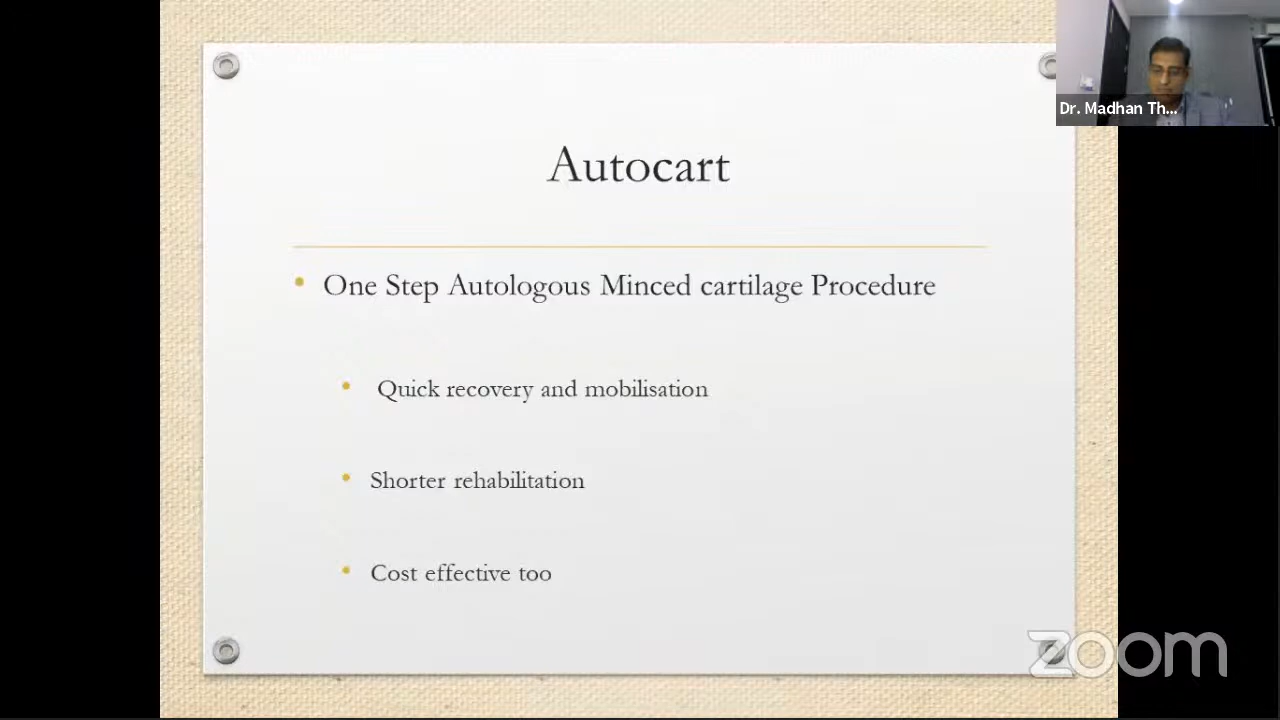 Dr. Madhan Th...
Autocart
One Step Autologous Minced cartilage Procedure
Quick recovery and mobilisation
Shorter rehabilitation
Cost effective too
zoom